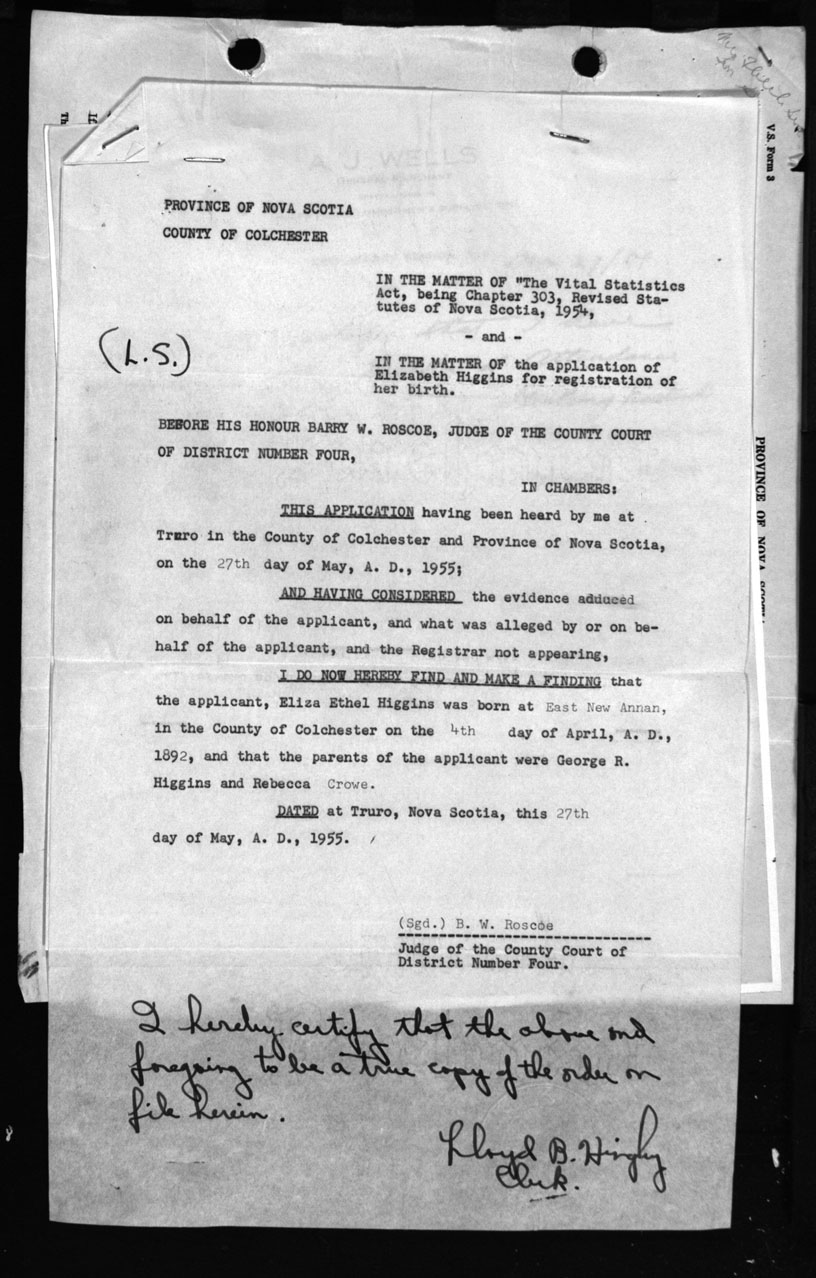 V.S. Form 3
A. J. WELLS
PROVINCE OF NOVA SCOTIA
COUNTY OF COLCHESTER
IN THE MATTER OF "The Vital Statistics
Act, being Chapter 303, Revised Sta-
tutes of Nova Scotia, 1954,
- and -
(L.S.)
IN THE MATTER OF the application of
Elizabeth Higgins for registration of
her birth.
BEFORE HIS HONOUR BARRY W. ROSCOE, JUDGE OF THE COUNTY COURT
OF DISTRICT NUMBER FOUR,
IN CHAMBERS:
THIS APPLICATION having been heard by me at
Truro in the County of Colchester and Province of Nova Scotia,
on the 27th day of May, A. D., 1955;
AND HAVING CONSIDERED the evidence adduced
on behalf of the applicant, and what was alleged by or on be-
half of the applicant, and the Registrar not appearing,
I DO NOW HEREBY FIND AND MAKE A FINDING that
the applicant, Eliza Ethel Higgins was born at East New Annan,
in the County of Colchester on the 4th day of April, A. D.,
1892, and that the parents of the applicant were George R.
Higgins and Rebecca Crowe.
DATED at Truro, Nova Scotia, this 27th
day of May, A. D., 1955.
(Sgd.) B. W. Roscoe
Judge of the County Court of
District Number Four.
PROVINCE OF NOVA
I hereby certify that the above and
foregoing to be a true copy of the order on
file herein.
Lloyd B.
Clerk.